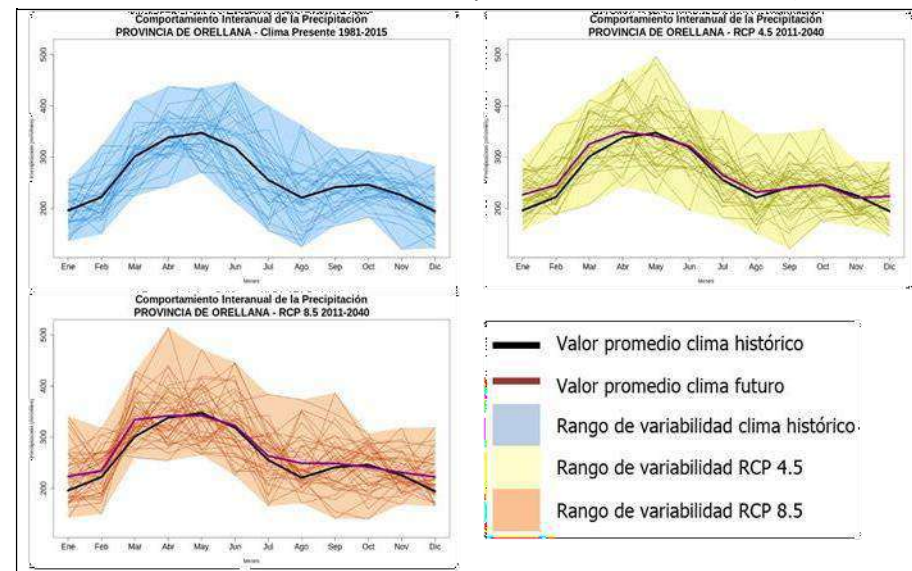 Comportamiento Interanual de la Precipitación
PROVINCIA DE ORELLANA - Clima Presente 1981-2015
500
400
300
200
Ene Feb Mar Abr May Jun Jul Ago Sep Oct Nov Dic
Meses
Comportamiento Interanual de la Precipitación
PROVINCIA DE ORELLANA - RCP 4.5 2011-2040
500
400
300
200
Ene Feb Mar Abr May Jun Jul Ago Sep Oct Nov Dic
Meses
Comportamiento Interanual de la Precipitación
PROVINCIA DE ORELLANA - RCP 8.5 2011-2040
500
400
300
200
Ene Feb Mar Abr May Jun Jul Ago Sep Oct Nov Dic
Meses
Valor promedio clima histórico
Valor promedio clima futuro
Rango de variabilidad clima histórico
Rango de variabilidad RCP 4.5
Rango de variabilidad RCP 8.5